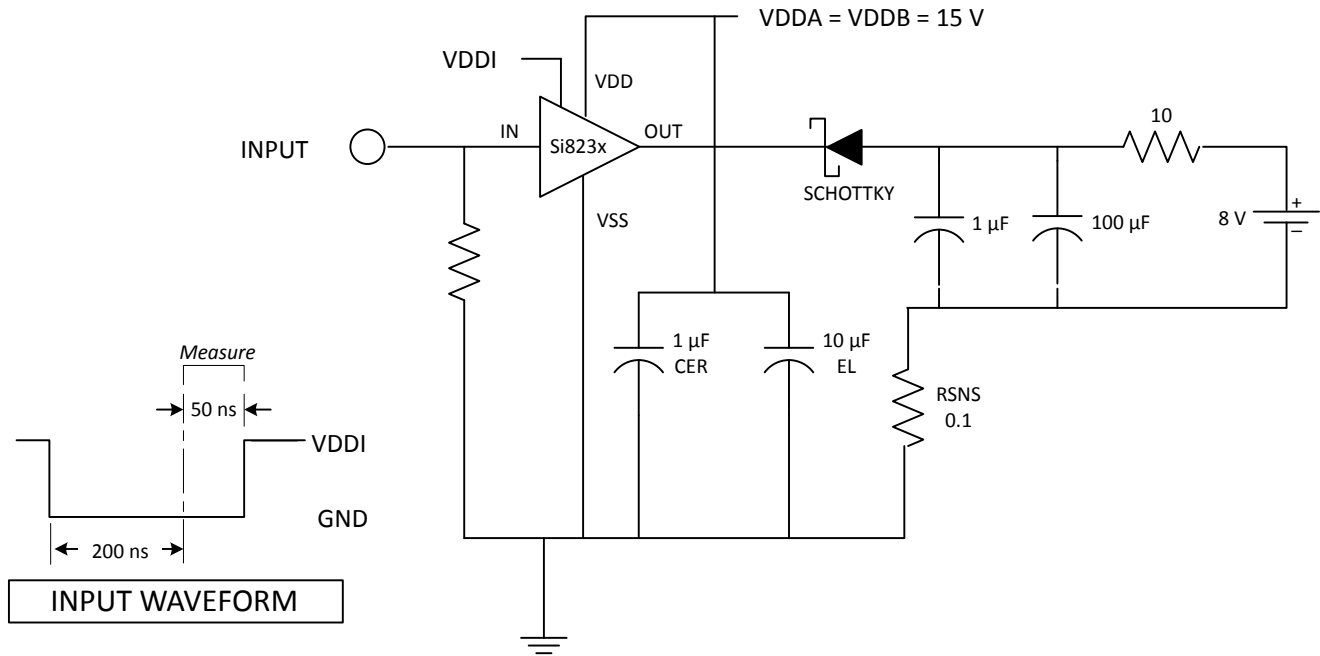 VDDA = VDDB = 15 V
VDDI
VDD
10
INPUT
IN
Si823x
OUT
SCHOTTKY
VSS
1 µF
100 µF
8 V
+
–
1 µF
CER
10 µF
EL
RSNS
0.1
Measure
50 ns
VDDI
GND
200 ns
INPUT WAVEFORM